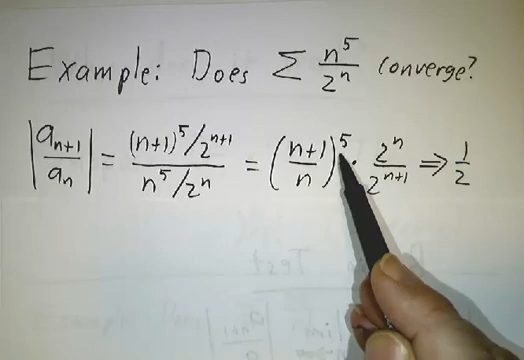 Example: Does ∑ n^5/2^n converge?
|a_{n+1}/a_n| = ((n+1)^5/2^{n+1})/(n^5/2^n) = ((n+1)/n)^5 · 2^n/2^{n+1} ⇒ 1/2